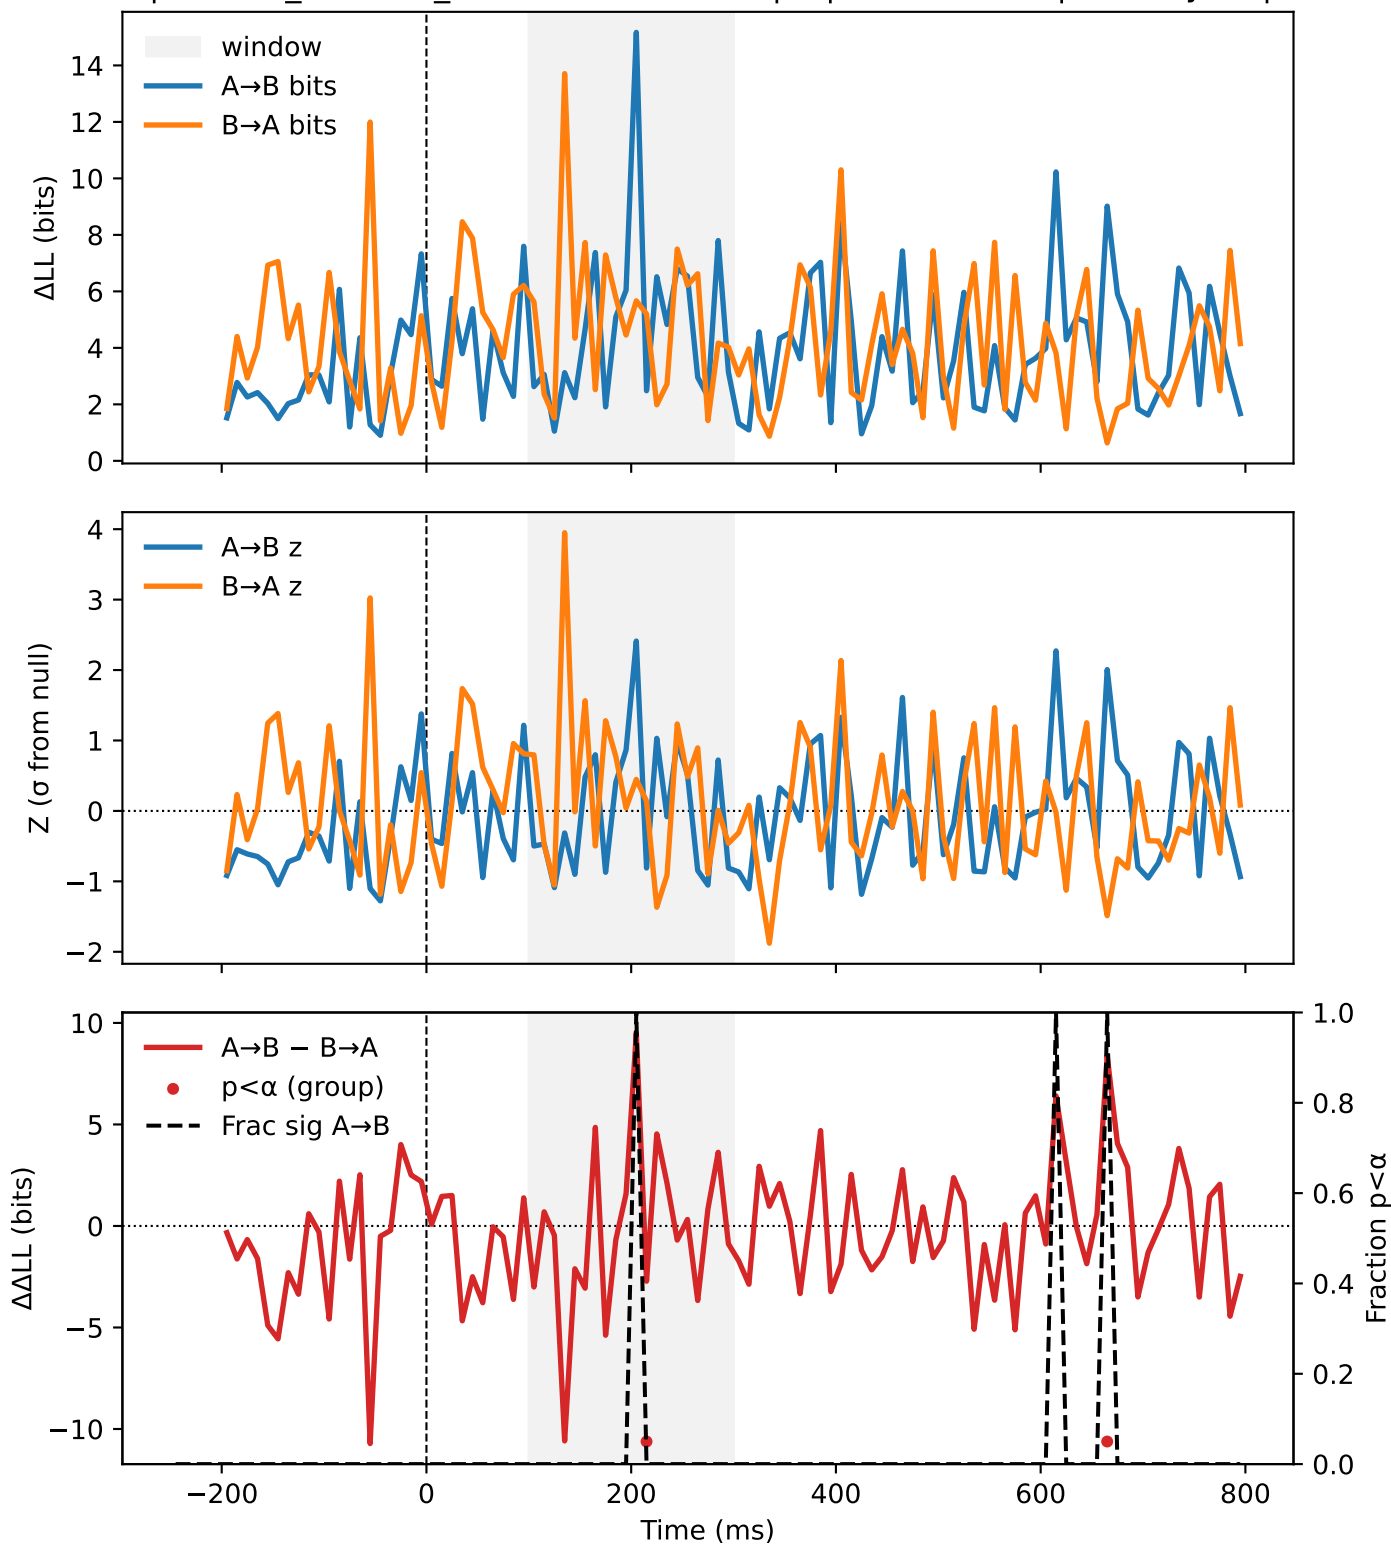 window
A→B bits
B→A bits
ΔLL (bits)
14
12
10
8
6
4
2
0
A→B z
B→A z
Z (σ from null)
4
3
2
1
0
−1
−2
A→B − B→A
p<α (group)
Frac sig A→B
ΔΔLL (bits)
10
5
0
−5
−10
1.0
0.8
0.6
0.4
0.2
0.0
Fraction p<α
−200
0
200
400
600
800
Time (ms)